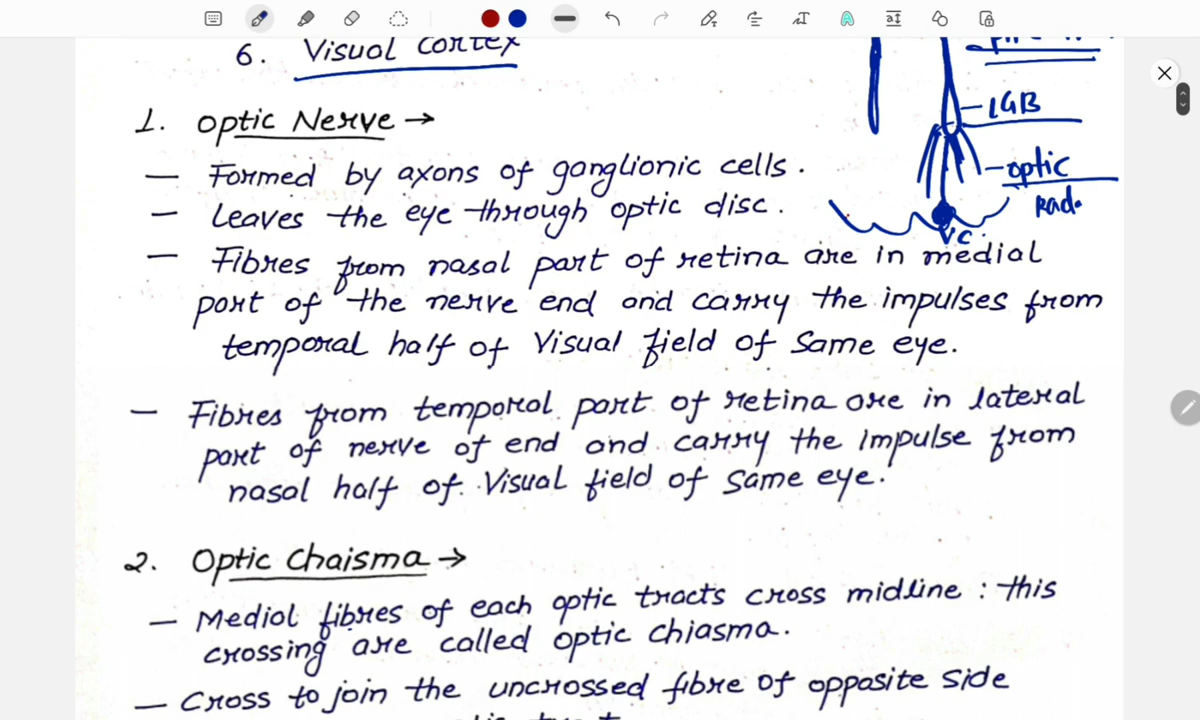 6. Visual Cortex
LGB
optic
Rad.
VC.
1. Optic Nerve →
— Formed by axons of ganglionic cells.
— Leaves the eye through optic disc.
— Fibres from nasal part of retina are in medial
part of the nerve end and carry the impulses from
temporal half of Visual field of Same eye.
— Fibres from temporal part of retina are in lateral
part of nerve of end and carry the impulse from
nasal half of Visual field of Same eye.
2. Optic Chaisma →
— Medial fibres of each optic tracts cross midline : this
crossing are called optic chiasma.
— Cross to join the uncrossed fibre of opposite side